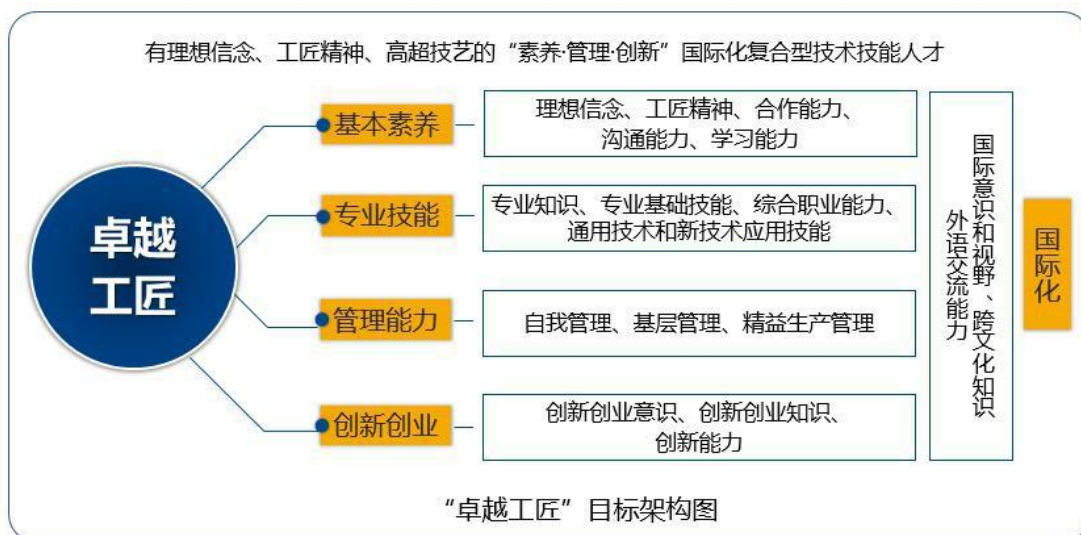 有理想信念、工匠精神、高超技艺的“素养·管理·创新”国际化复合型技术技能人才
卓越
工匠
基本素养
理想信念、工匠精神、合作能力、
沟通能力、学习能力
专业技能
专业知识、专业基础技能、综合职业能力、
通用技术和新技术应用技能
管理能力
自我管理、基层管理、精益生产管理
创新创业
创新创业意识、创新创业知识、
创新能力
国际意识和视野、跨文化知识
外语交流能力
国际化
“卓越工匠”目标架构图